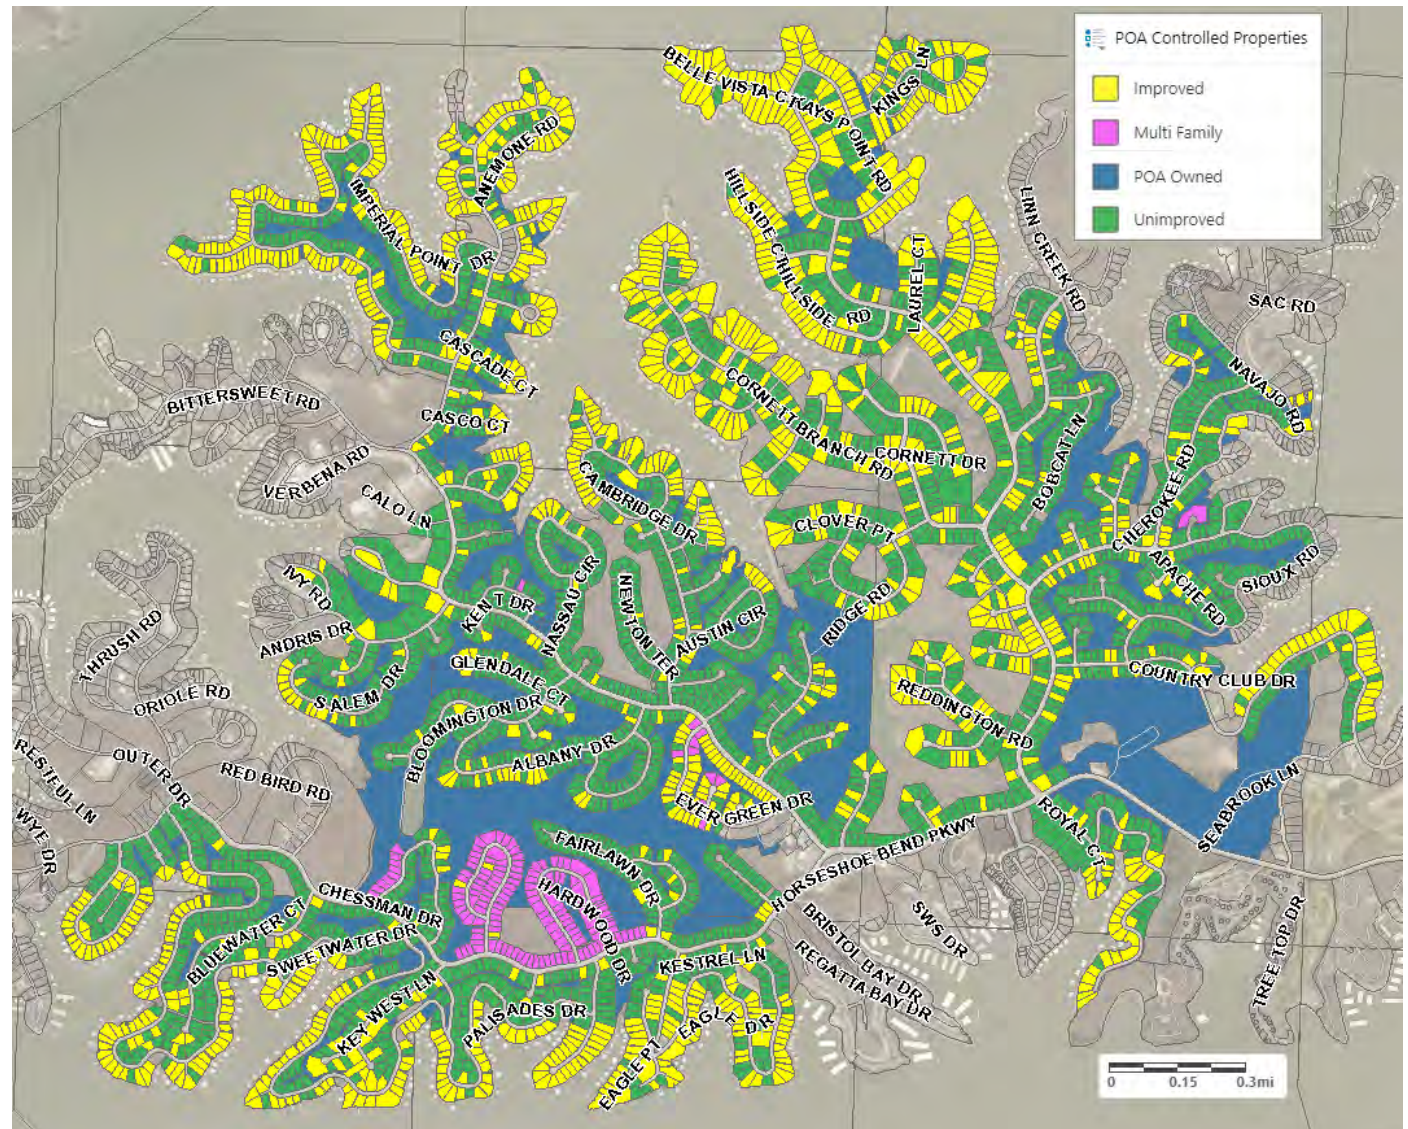 POA Controlled Properties
Improved
Multi Family
POA Owned
Unimproved
BELLE VISTA CT
KAYS POINT RD
KINGS LN
ANEMONE RD
IMPERIAL POINT DR
HILLSIDE CT
HILLSIDE RD
LAUREL CT
LINN CREEK RD
SAC RD
NAVAJO RD
CASCADE CT
CASCO CT
BITTERSWEET RD
VERBENA RD
CALO LN
CORNETT BRANCH RD
CORNETT DR
BOBCAT LN
CHEROKEE RD
CAMBRIDGE DR
CLOVER PT
APACHE RD
SIOUX RD
IVY RD
ANDRIS DR
KENT DR
NASSAU CIR
NEWTON TER
AUSTIN CIR
RIDGE RD
THRUSH RD
ORIOLE RD
SALEM DR
GLENDALE CT
BLOOMINGTON DR
ALBANY DR
REDDINGTON RD
COUNTRY CLUB DR
RESTFUL LN
OUTER DR
RED BIRD RD
WYE DR
EVER GREEN DR
HORSESHOE BEND PKWY
ROYAL CT
SEABROOK LN
FAIRLAWN DR
HARDWOOD DR
CHESSMAN DR
BLUEWATER CT
SWEETWATER DR
KEY WEST LN
PALISADES DR
KESTREL LN
EAGLE DR
EAGLE PT
BRISTOL BAY DR
REGATTA BAY DR
SWS DR
TREE TOP DR
0 0.15 0.3mi